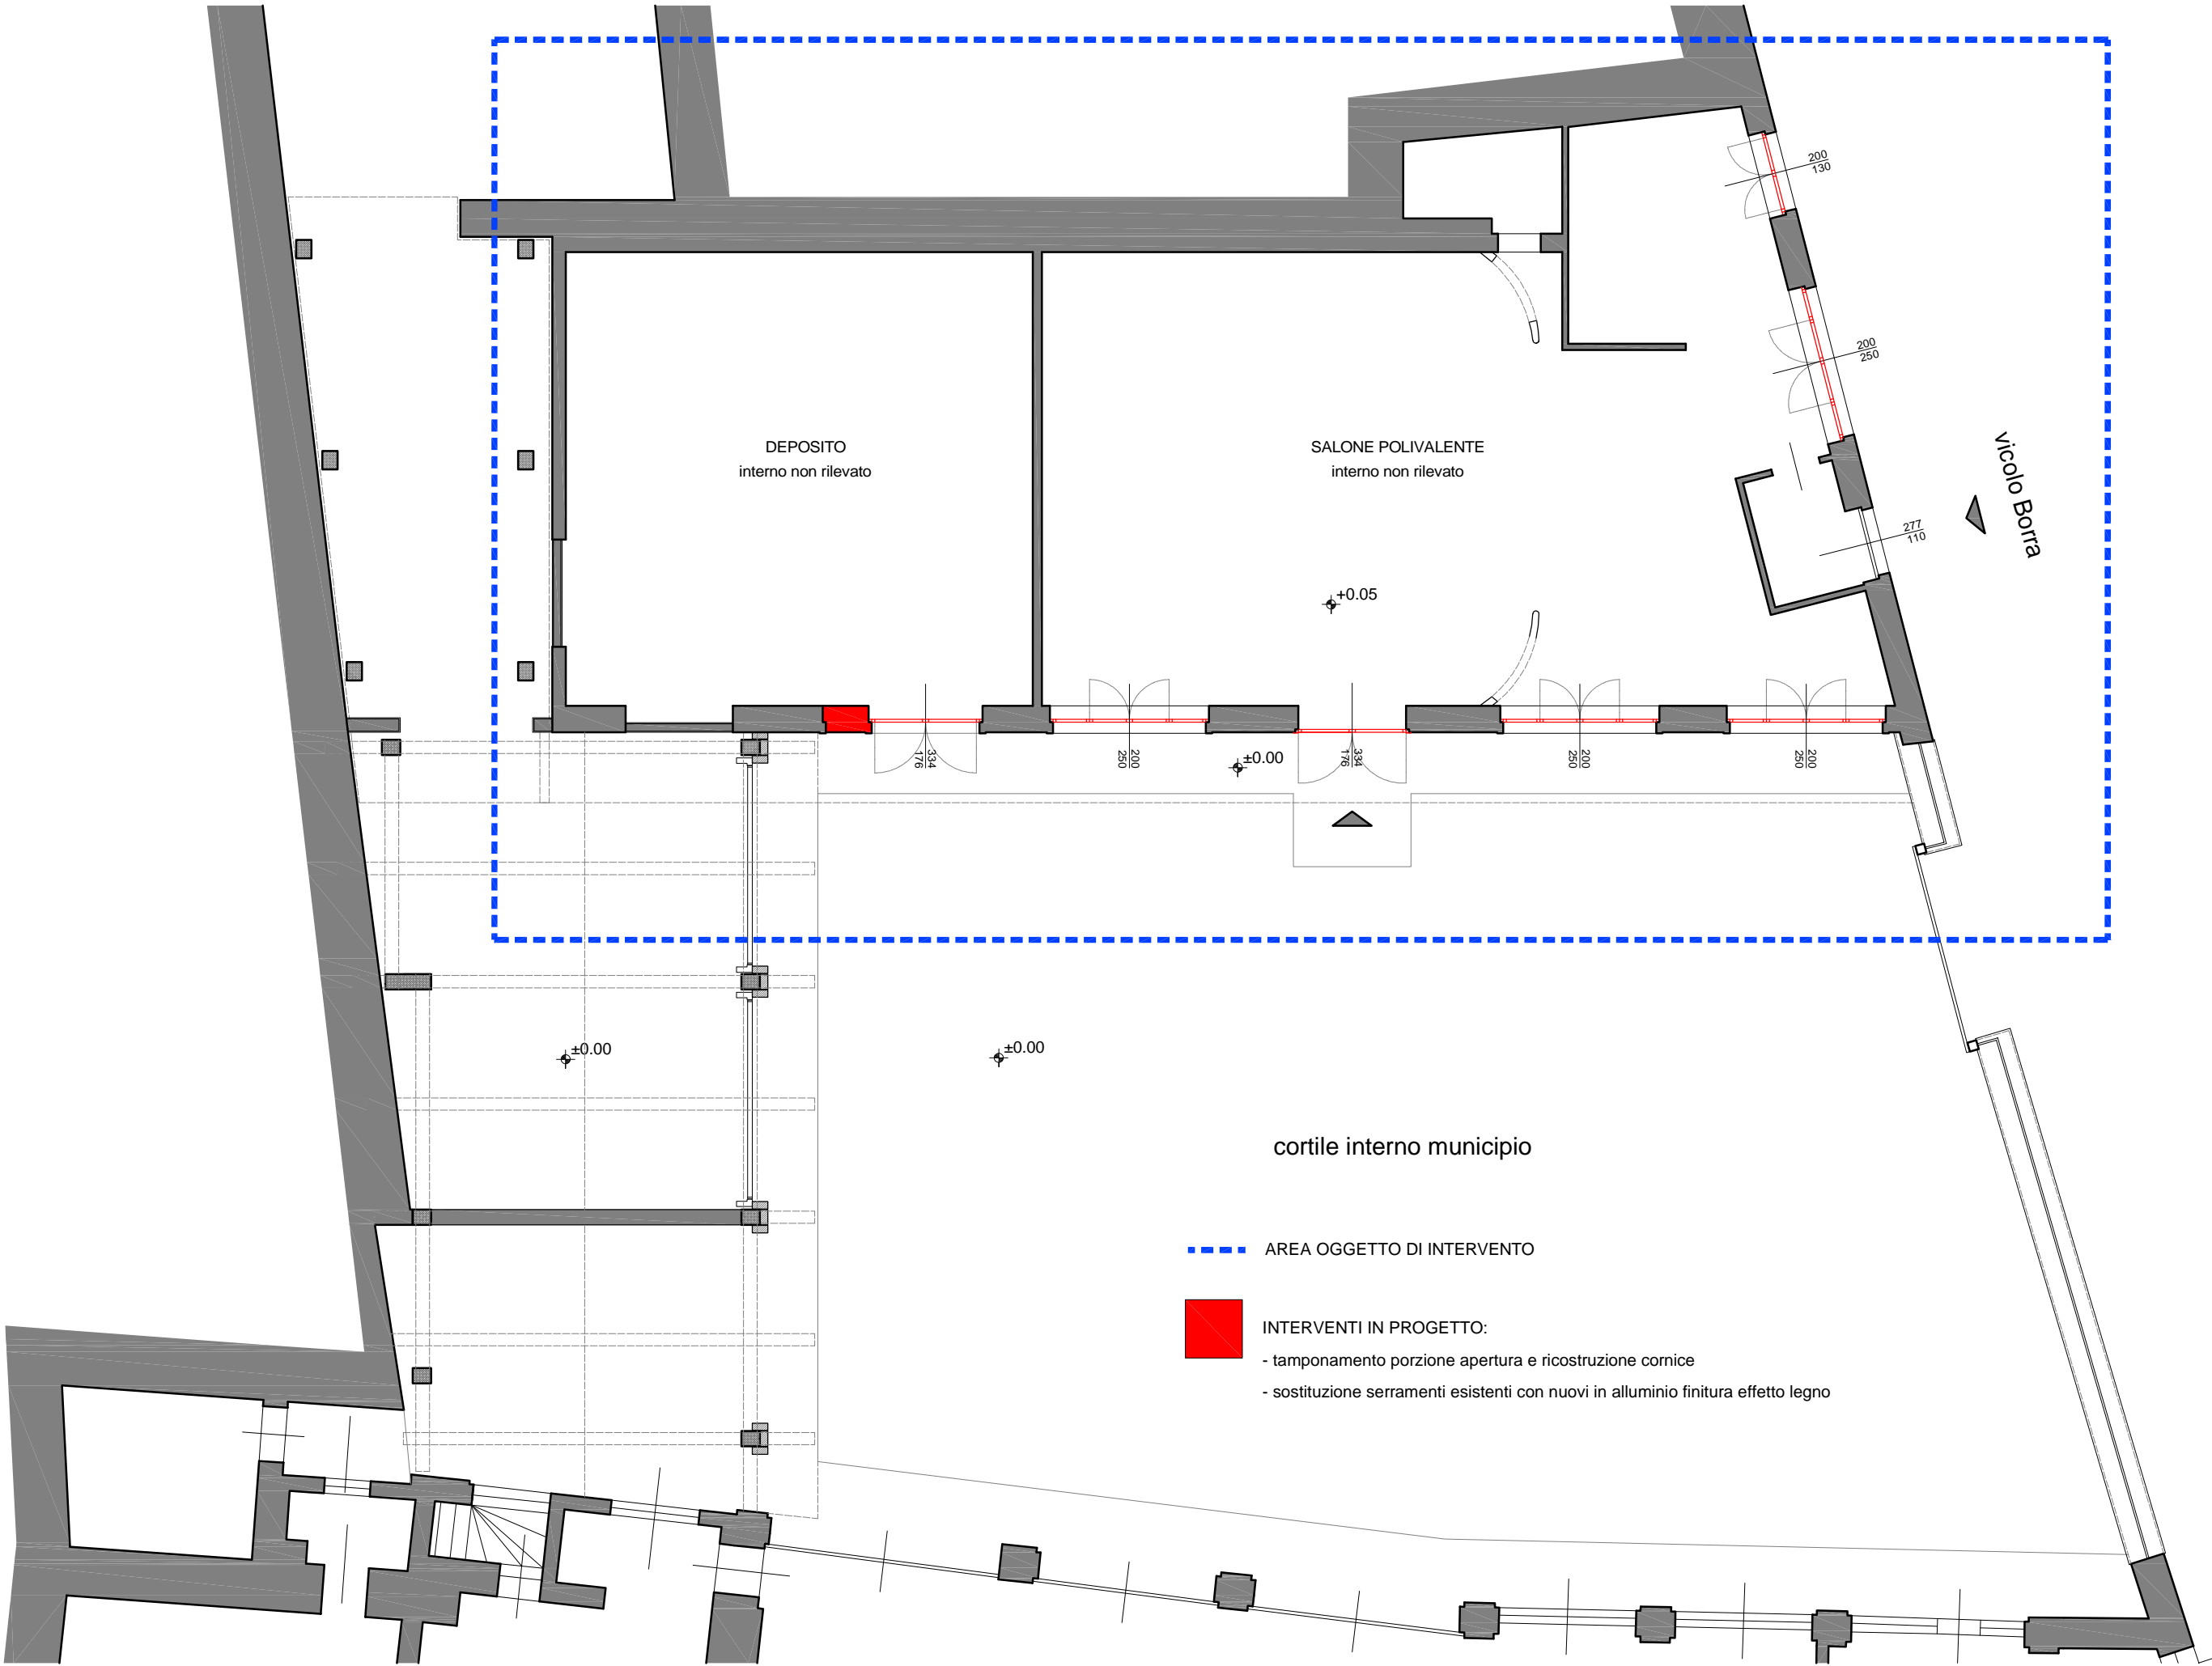 200
130
200
250
DEPOSITO
interno non rilevato
SALONE POLIVALENTE
interno non rilevato
vicolo Borra
277
110
+0.05
334
176
200
250
±0.00
334
176
200
250
200
250
±0.00
±0.00
cortile interno municipio
AREA OGGETTO DI INTERVENTO
INTERVENTI IN PROGETTO:
- tamponamento porzione apertura e ricostruzione cornice
- sostituzione serramenti esistenti con nuovi in alluminio finitura effetto legno